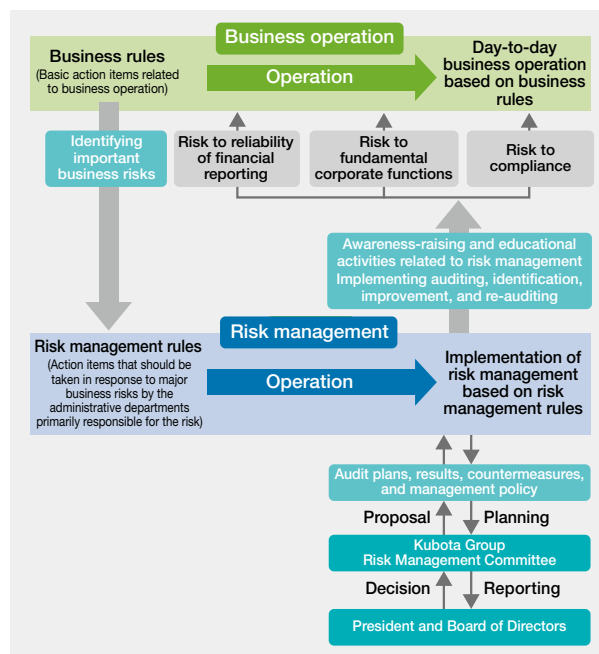 Business operation
Business rules
(Basic action items related
to business operation)
Operation
Day-to-day
business operation
based on business
rules
Identifying
important
business risks
Risk to reliability
of financial
reporting
Risk to
fundamental
corporate functions
Risk to
compliance
Awareness-raising and educational
activities related to risk management
Implementing auditing, identification,
improvement, and re-auditing
Risk management
Risk management rules
(Action items that should be
taken in response to major
business risks by the
administrative departments
primarily responsible for the risk)
Operation
Implementation of
risk management
based on risk
management rules
Audit plans, results, countermeasures,
and management policy
Proposal
Planning
Kubota Group
Risk Management Committee
Decision
Reporting
President and Board of Directors